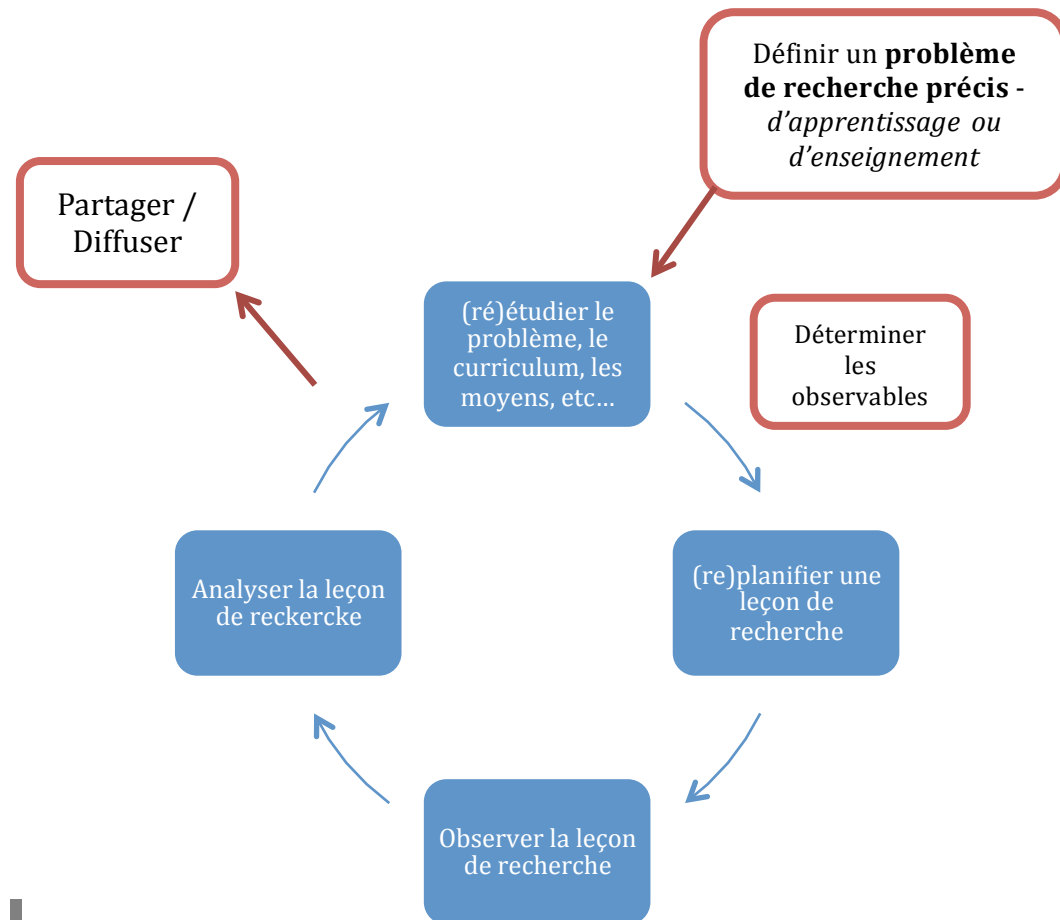 Définir un problème
de recherche précis -
d’apprentissage ou
d’enseignement
Partager /
Diffuser
(ré)étudier le
problème, le
curriculum, les
moyens, etc…
Déterminer
les
observables
Analyser la leçon
de reckercke
(re)planifier une
leçon de
recherche
Observer la leçon
de recherche